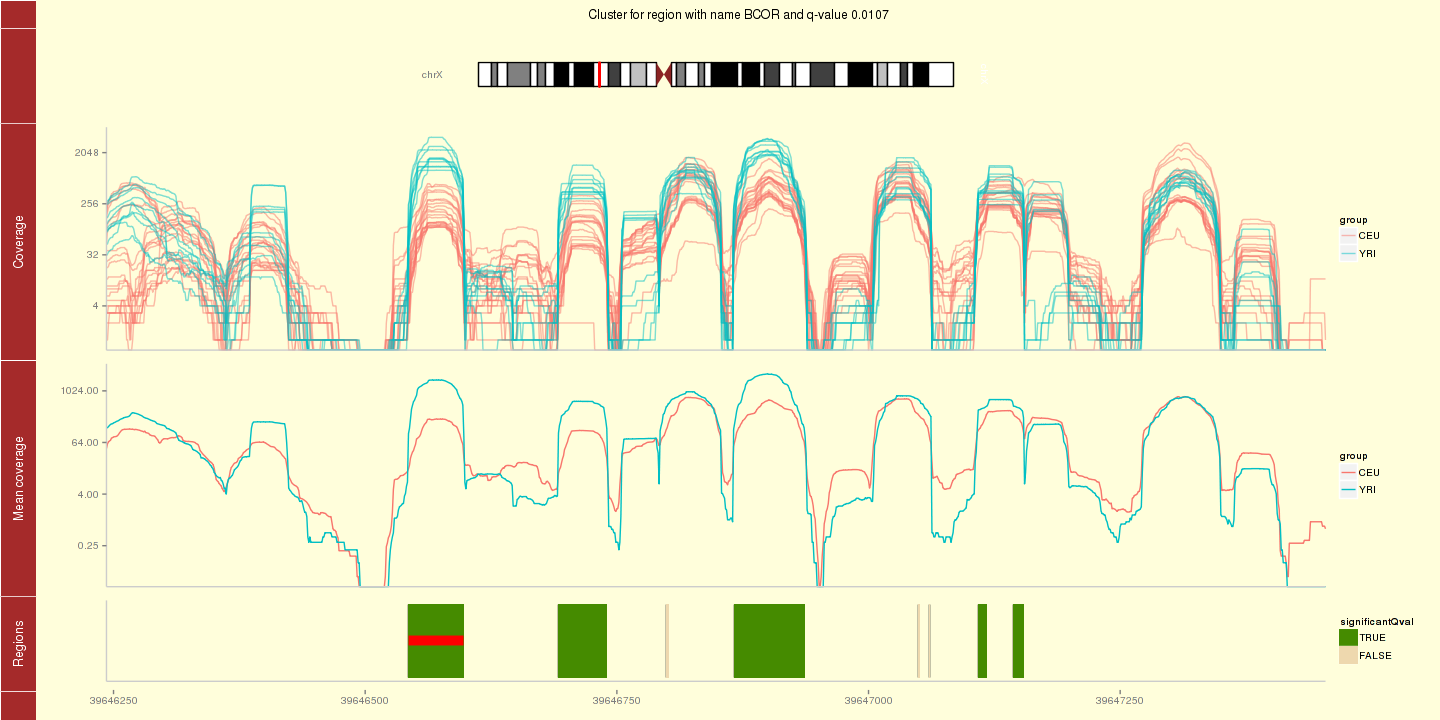 Cluster for region with name BCOR and q-value 0.0107
chrX
Coverage
2048
256
32
4
group
CEU
YRI
Mean coverage
1024.00
64.00
4.00
0.25
group
CEU
YRI
Regions
significantQval
TRUE
FALSE
39646250
39646500
39646750
39647000
39647250